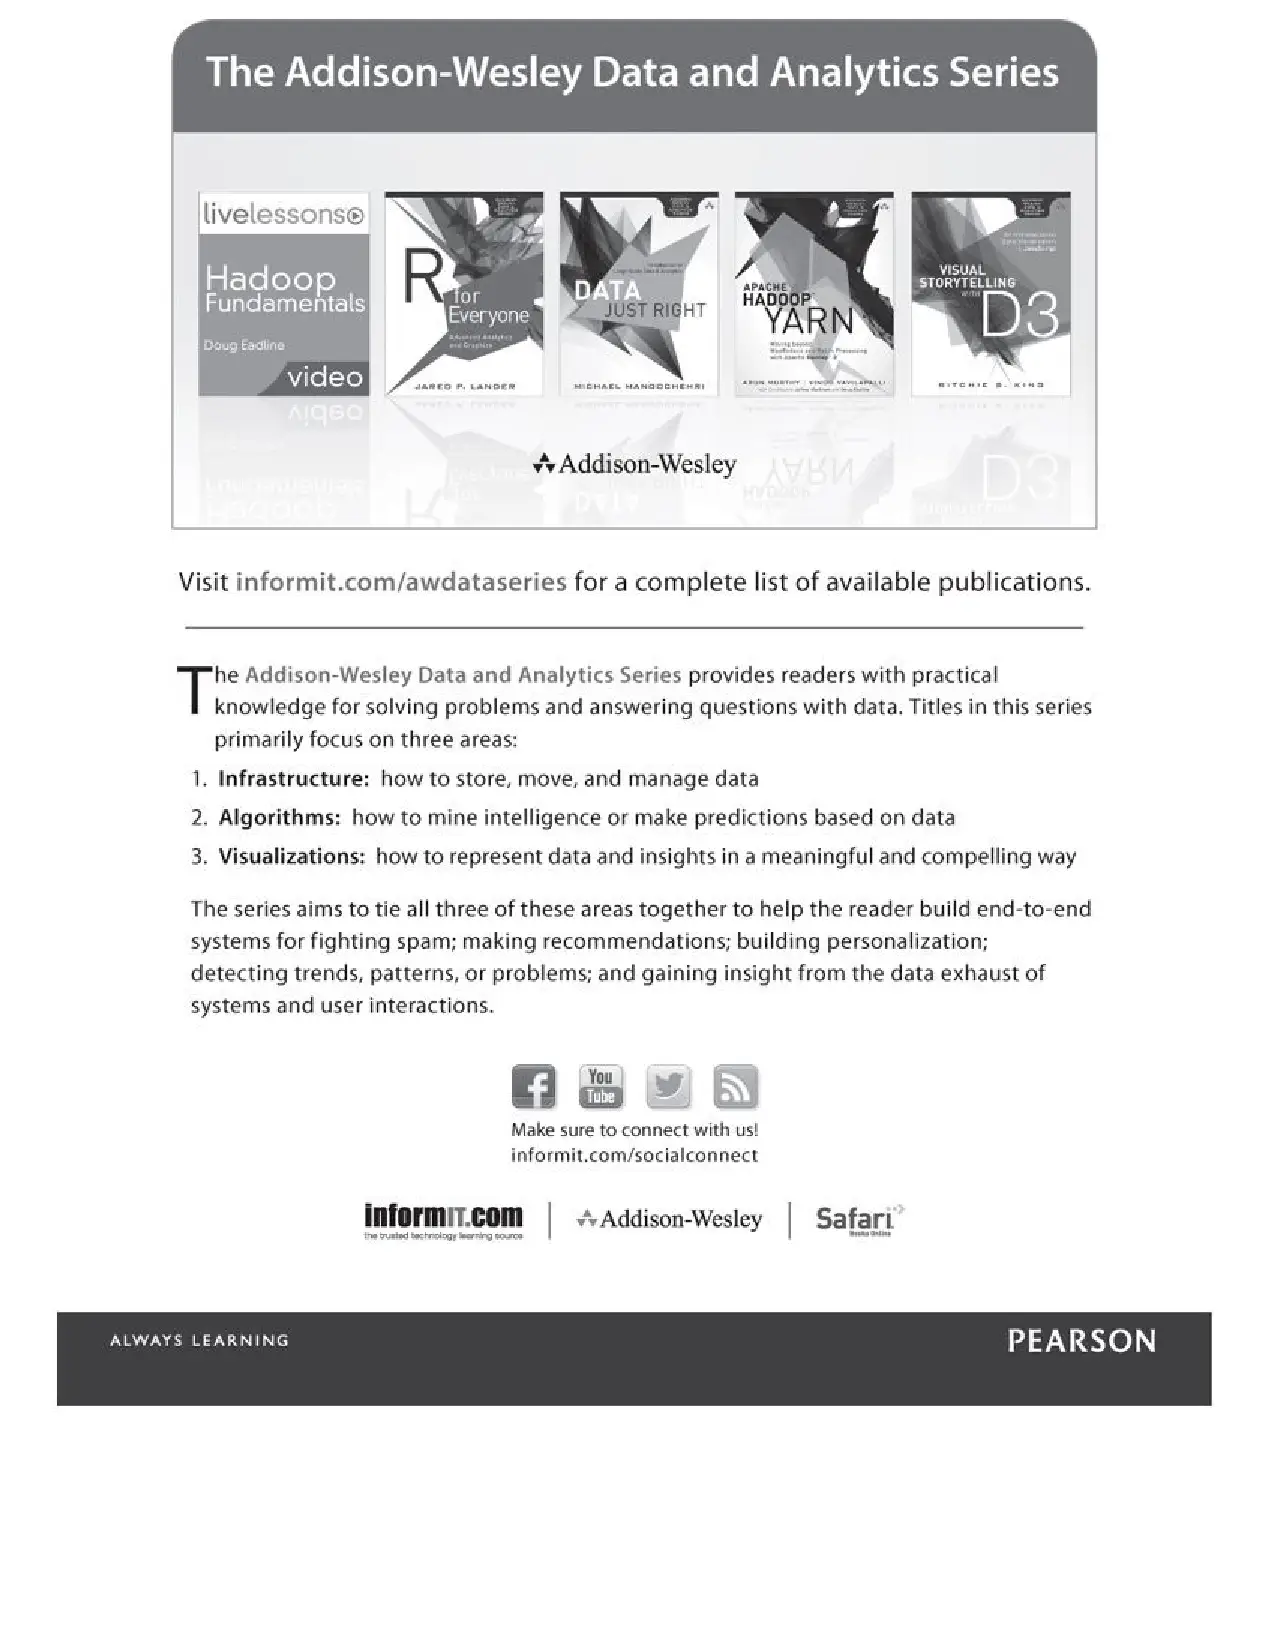 The Addison-Wesley Data and Analytics Series
livelessons
Hadoop
Fundamentals
Doug Eadline
video
R
for
Everyone
Advanced Analytics
and Graphics
JARED P. LANDER
DATA
JUST RIGHT
MICHAEL MANOOCHEHRI
APACHE
HADOOP
YARN
VISUAL
STORYTELLING
WITH
D3
RITCHIE S. KING
Addison-Wesley
Visit informit.com/awdataseries for a complete list of available publications.
The Addison-Wesley Data and Analytics Series provides readers with practical
knowledge for solving problems and answering questions with data. Titles in this series
primarily focus on three areas:
1. Infrastructure: how to store, move, and manage data
2. Algorithms: how to mine intelligence or make predictions based on data
3. Visualizations: how to represent data and insights in a meaningful and compelling way
The series aims to tie all three of these areas together to help the reader build end-to-end
systems for fighting spam; making recommendations; building personalization;
detecting trends, patterns, or problems; and gaining insight from the data exhaust of
systems and user interactions.
f
You
Tube
Make sure to connect with us!
informit.com/socialconnect
informIT.com
the trusted technology learning source
Addison-Wesley
Safari
Books Online
ALWAYS LEARNING
PEARSON